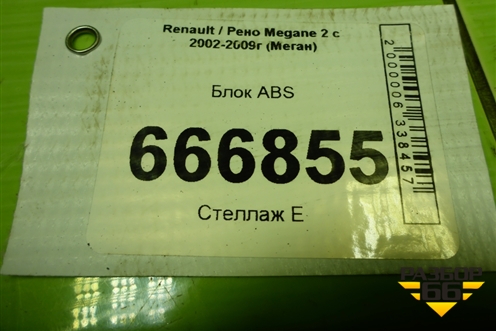 Renault / Рено Megane 2 с
2002-2009г (Меган)
Блок ABS
666855
Стеллаж Е
2000006338457
РАЗБОР
66